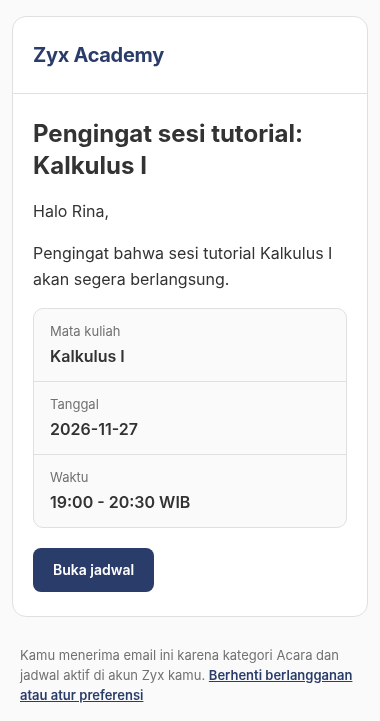 Zyx Academy
Pengingat sesi tutorial:
Kalkulus I
Halo Rina,
Pengingat bahwa sesi tutorial Kalkulus I
akan segera berlangsung.
Mata kuliah
Kalkulus I
Tanggal
2026-11-27
Waktu
19:00 - 20:30 WIB
Buka jadwal
Kamu menerima email ini karena kategori Acara dan
jadwal aktif di akun Zyx kamu. Berhenti berlangganan
atau atur preferensi